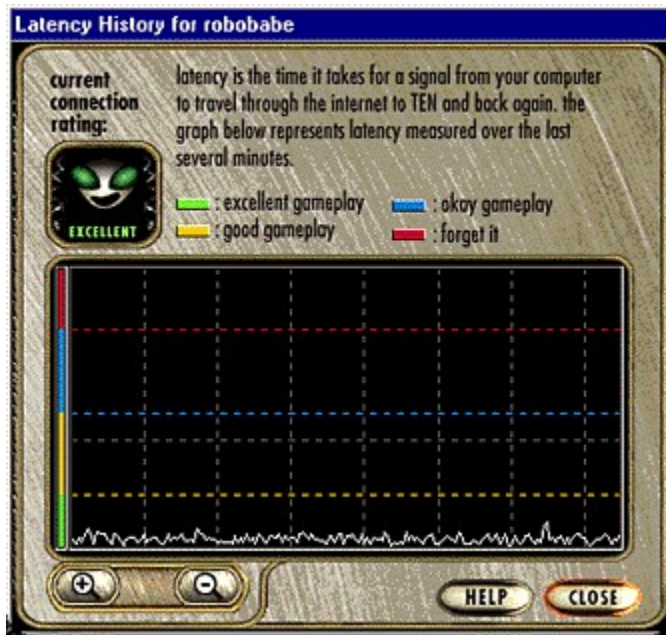 Latency History for robobabe
current
connection
rating:
latency is the time it takes for a signal from your computer
to travel through the internet to TEN and back again. the
graph below represents latency measured over the last
several minutes.
EXCELLENT
: excellent gameplay : okay gameplay
: good gameplay : forget it
HELP CLOSE